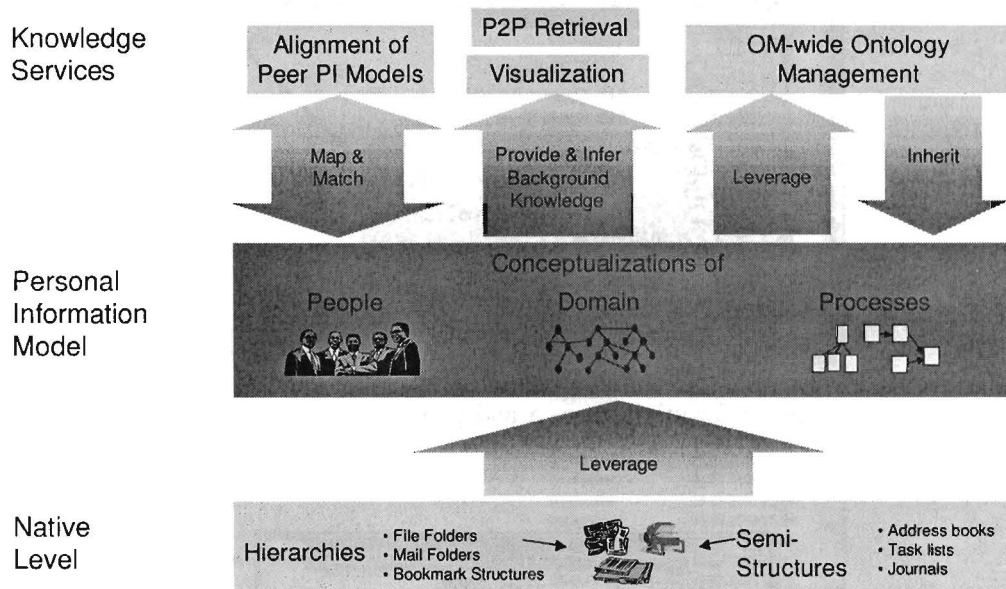 Knowledge
Services
Alignment of
Peer PI Models
P2P Retrieval
Visualization
OM-wide Ontology
Management
Map &
Match
Provide & Infer
Background
Knowledge
Leverage
Inherit
Personal
Information
Model
Conceptualizations of
People
Domain
Processes
Leverage
Native
Level
Hierarchies
• File Folders
• Mail Folders
• Bookmark Structures
Semi-
Structures
• Address books
• Task lists
• Journals